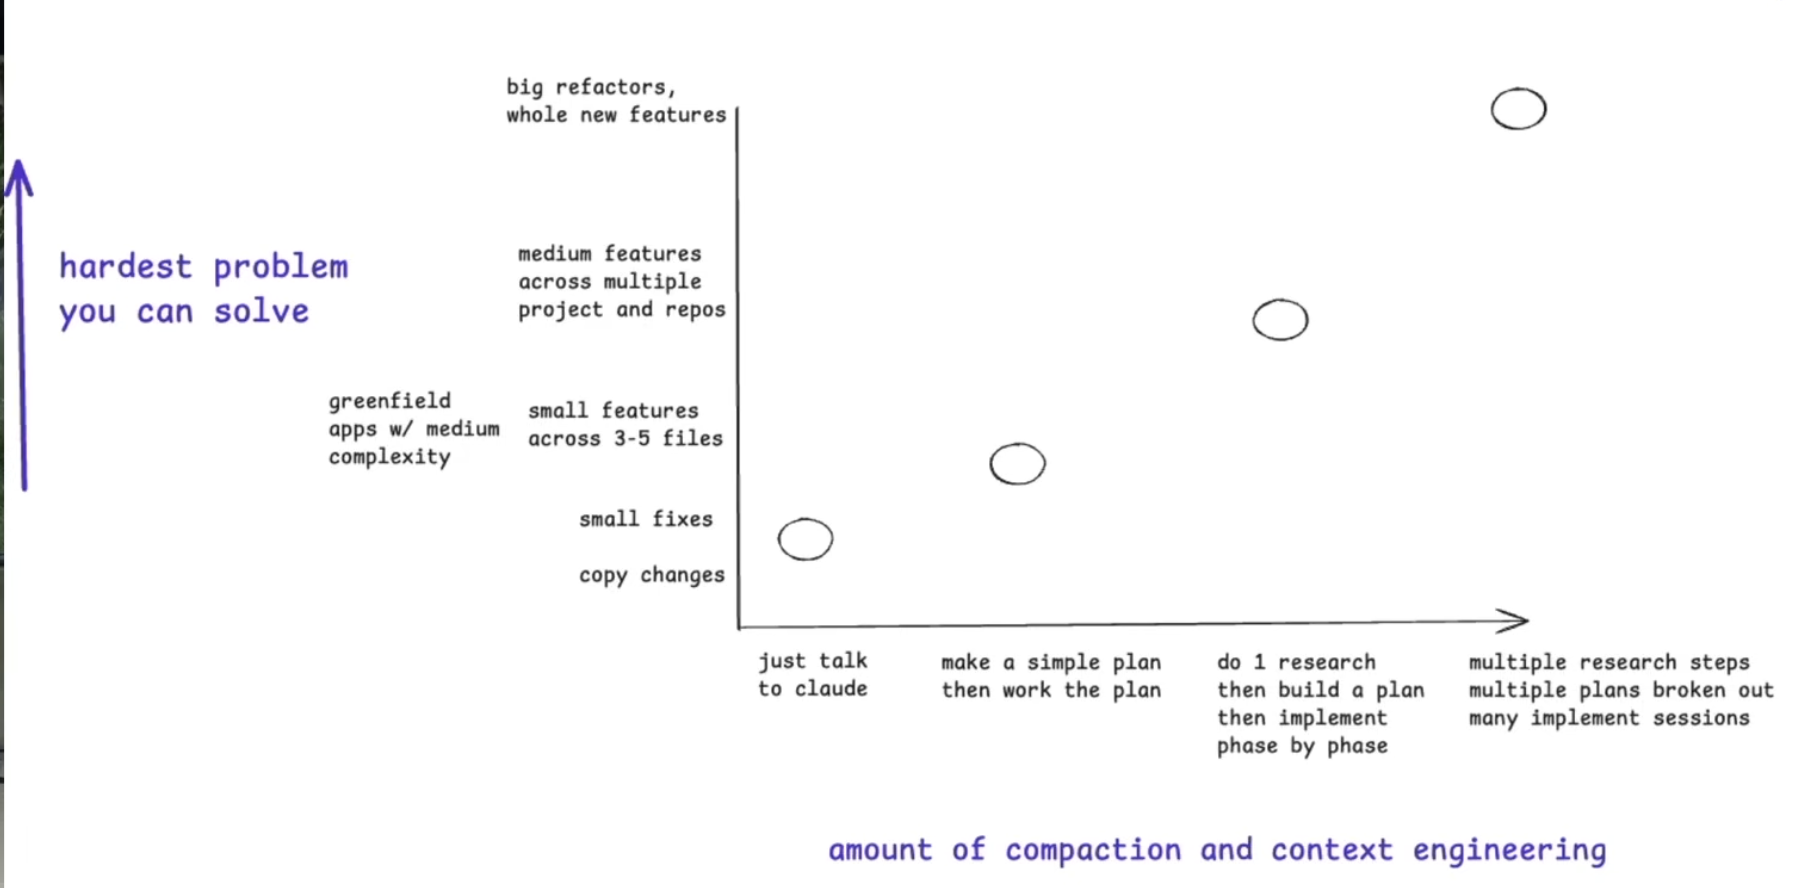 big refactors,
whole new features
hardest problem
you can solve
medium features
across multiple
project and repos
greenfield
apps w/ medium
complexity
small features
across 3-5 files
small fixes
copy changes
just talk
to claude
make a simple plan
then work the plan
do 1 research
then build a plan
then implement
phase by phase
multiple research steps
multiple plans broken out
many implement sessions
amount of compaction and context engineering